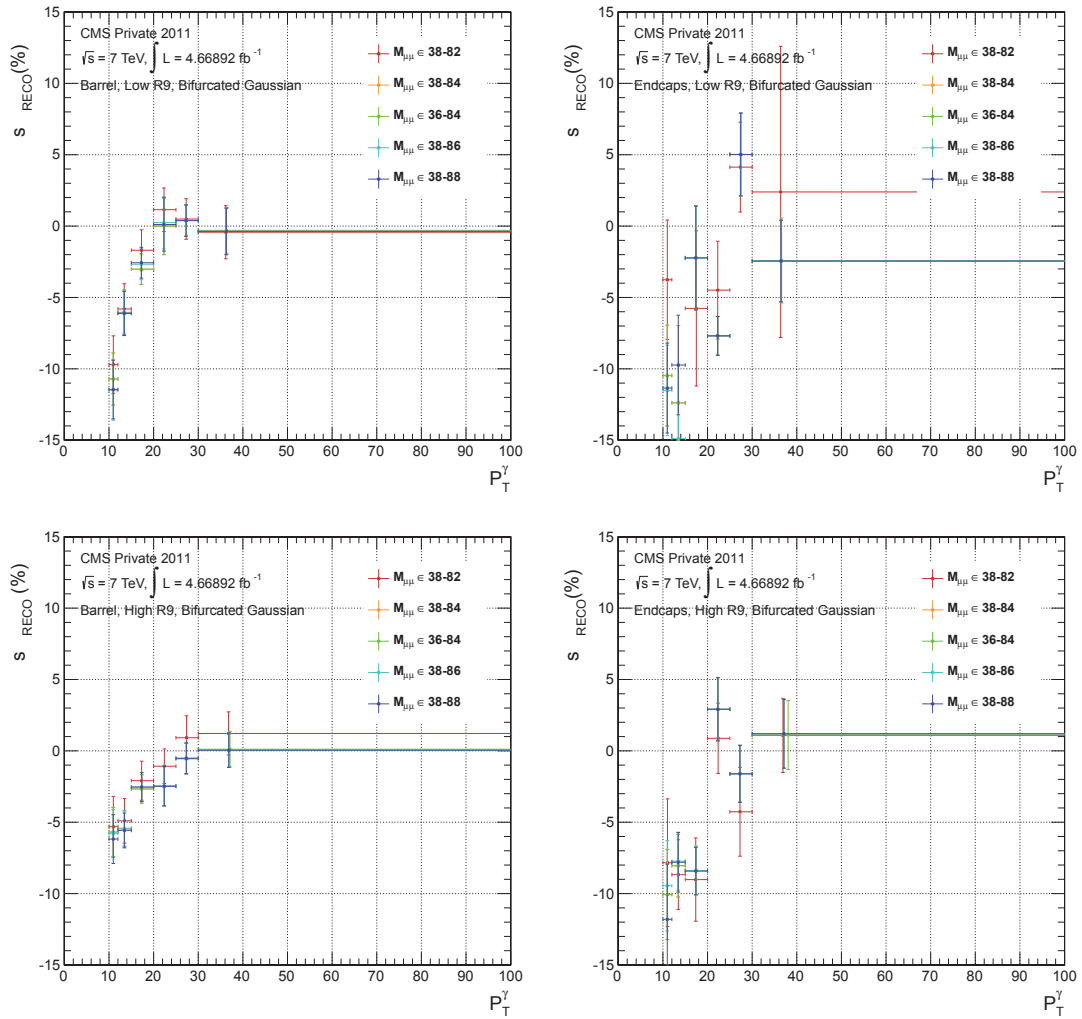 CMS Private 2011
√s = 7 TeV, ∫ L = 4.66892 fb⁻¹
Barrel, Low R9, Bifurcated Gaussian
M_μμ ∈ 38-82
M_μμ ∈ 38-84
M_μμ ∈ 36-84
M_μμ ∈ 38-86
M_μμ ∈ 38-88
s_RECO(%)
15
10
5
0
-5
-10
-15
0 10 20 30 40 50 60 70 80 90 100
P_T^γ
CMS Private 2011
√s = 7 TeV, ∫ L = 4.66892 fb⁻¹
Endcaps, Low R9, Bifurcated Gaussian
M_μμ ∈ 38-82
M_μμ ∈ 38-84
M_μμ ∈ 36-84
M_μμ ∈ 38-86
M_μμ ∈ 38-88
s_RECO(%)
15
10
5
0
-5
-10
-15
0 10 20 30 40 50 60 70 80 90 100
P_T^γ
CMS Private 2011
√s = 7 TeV, ∫ L = 4.66892 fb⁻¹
Barrel, High R9, Bifurcated Gaussian
M_μμ ∈ 38-82
M_μμ ∈ 38-84
M_μμ ∈ 36-84
M_μμ ∈ 38-86
M_μμ ∈ 38-88
s_RECO(%)
15
10
5
0
-5
-10
-15
0 10 20 30 40 50 60 70 80 90 100
P_T^γ
CMS Private 2011
√s = 7 TeV, ∫ L = 4.66892 fb⁻¹
Endcaps, High R9, Bifurcated Gaussian
M_μμ ∈ 38-82
M_μμ ∈ 38-84
M_μμ ∈ 36-84
M_μμ ∈ 38-86
M_μμ ∈ 38-88
s_RECO(%)
15
10
5
0
-5
-10
-15
0 10 20 30 40 50 60 70 80 90 100
P_T^γ